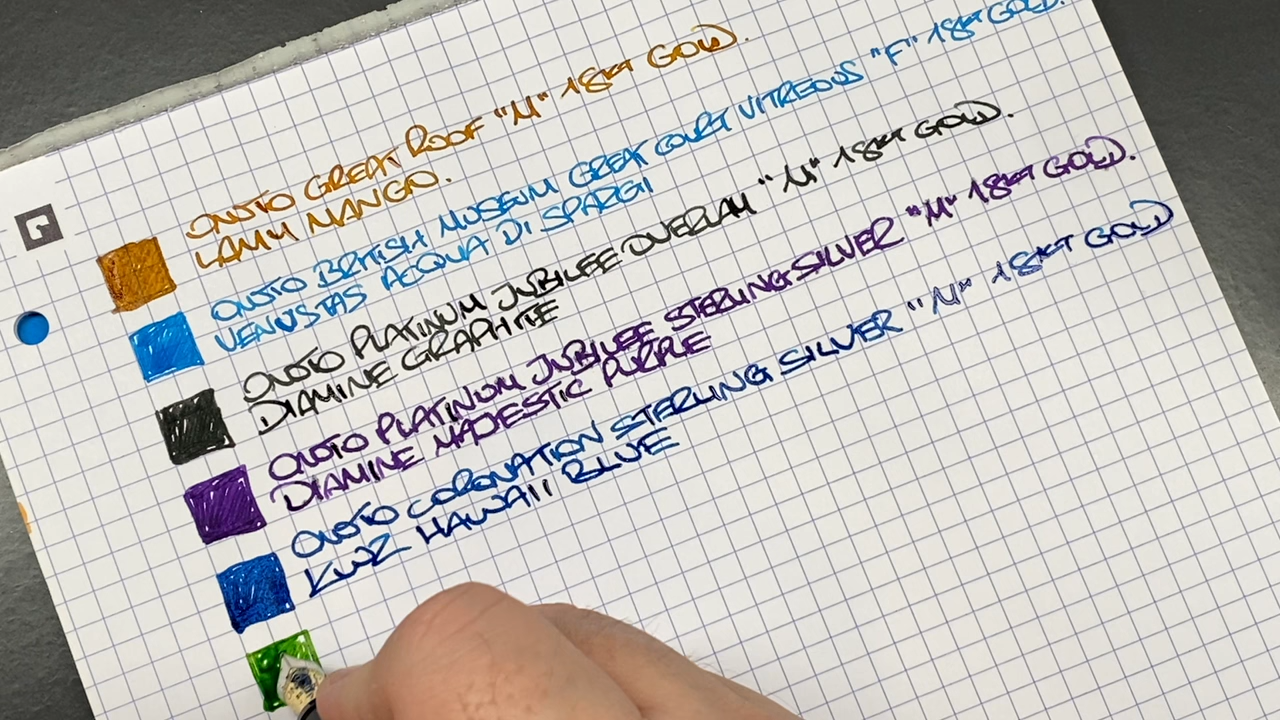 ONOTO GREAT ROOF "M" 18KT GOLD.
LAMY MANGO.
ONOTO BRITISH MUSEUM GREAT COURT VITREOUS "F" 18KT GOLD.
VENUSTAS ACQUA DI SPARGI
ONOTO PLATINUM JUBILEE OVERLAY "M" 18KT GOLD.
DIAMINE GRAPHITE
ONOTO PLATINUM JUBILEE STERLING SILVER "M" 18KT GOLD.
DIAMINE MAJESTIC PURPLE
ONOTO CORONATION STERLING SILVER "M" 18KT GOLD
KWZ HAWAII BLUE